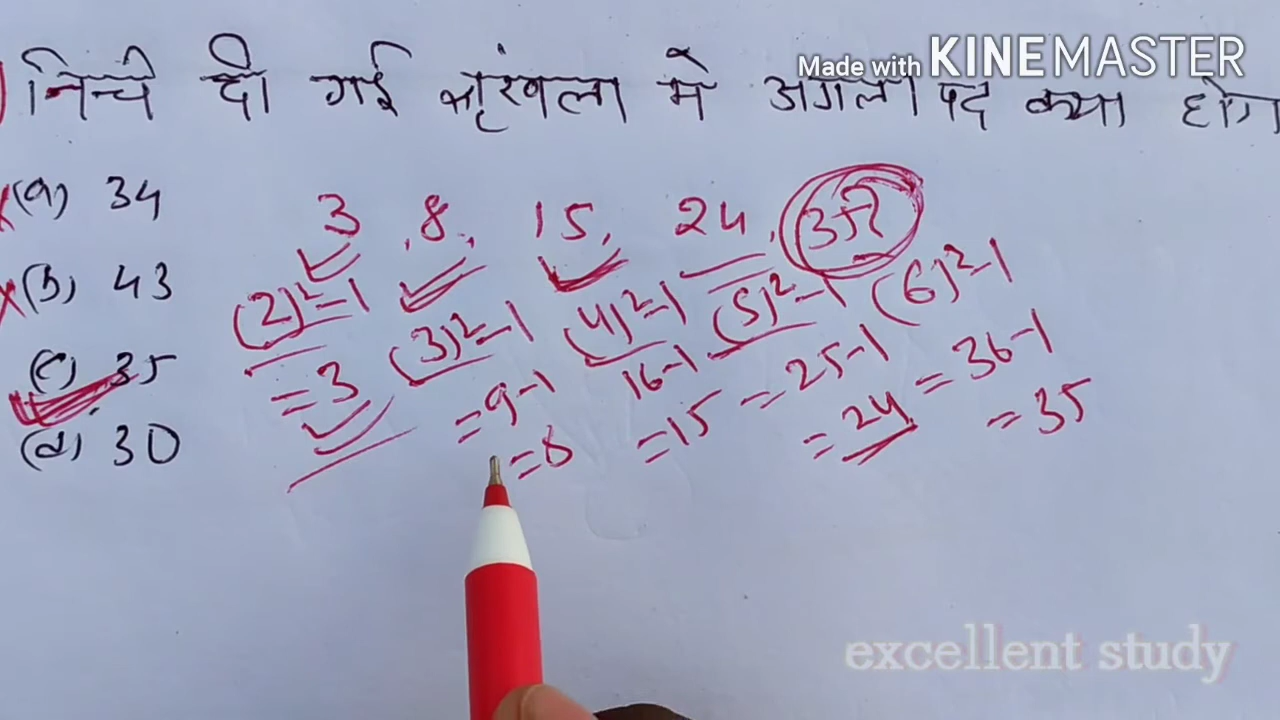 Made with KINEMASTER
निच्चे दी गई श्रृंखला मे अगला पद क्या होग
(a) 34
(b) 43
(c) 35
(d) 30
3, 8, 15, 24, 35?
(2)²-1 (3)²-1 (4)²-1 (5)²-1 (6)²-1
= 3 = 9-1 16-1 = 25-1 = 36-1
= 8 = 15 = 24 = 35
excellent study